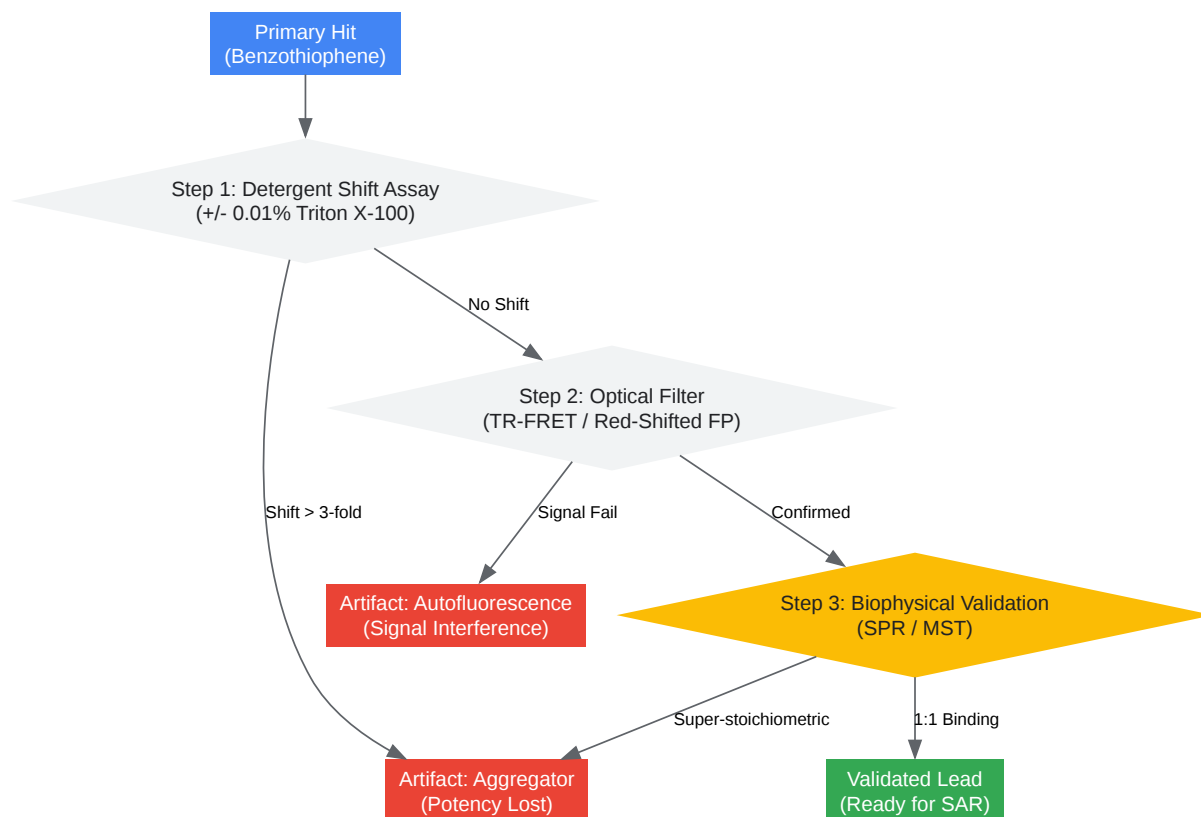 Primary Hit
(Benzothiophene)
Step 1: Detergent Shift Assay
(+/- 0.01% Triton X-100)
No Shift
Step 2: Optical Filter
(TR-FRET / Red-Shifted FP)
Shift > 3-fold
Signal Fail
Confirmed
Artifact: Autofluorescence
(Signal Interference)
Step 3: Biophysical Validation
(SPR / MST)
Super-stoichiometric
1:1 Binding
Artifact: Aggregator
(Potency Lost)
Validated Lead
(Ready for SAR)